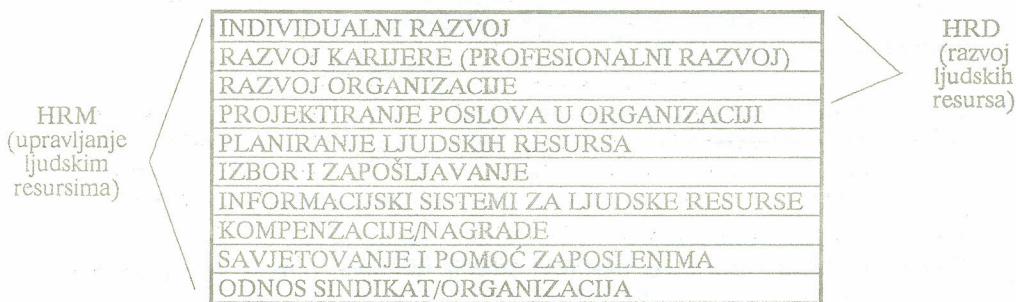 HRM
(upravljanje
ljudskim
resursima)
INDIVIDUALNI RAZVOJ
RAZVOJ KARIJERE (PROFESIONALNI RAZVOJ)
RAZVOJ ORGANIZACIJE
PROJEKTIRANJE POSLOVA U ORGANIZACIJI
PLANIRANJE LJUDSKIH RESURSA
IZBOR I ZAPOŠLJAVANJE
INFORMACIJSKI SISTEMI ZA LJUDSKE RESURSE
KOMPENZACIJE/NAGRADE
SAVJETOVANJE I POMOĆ ZAPOSLENIMA
ODNOS SINDIKAT/ORGANIZACIJA
HRD
(razvoj
ljudskih
resursa)